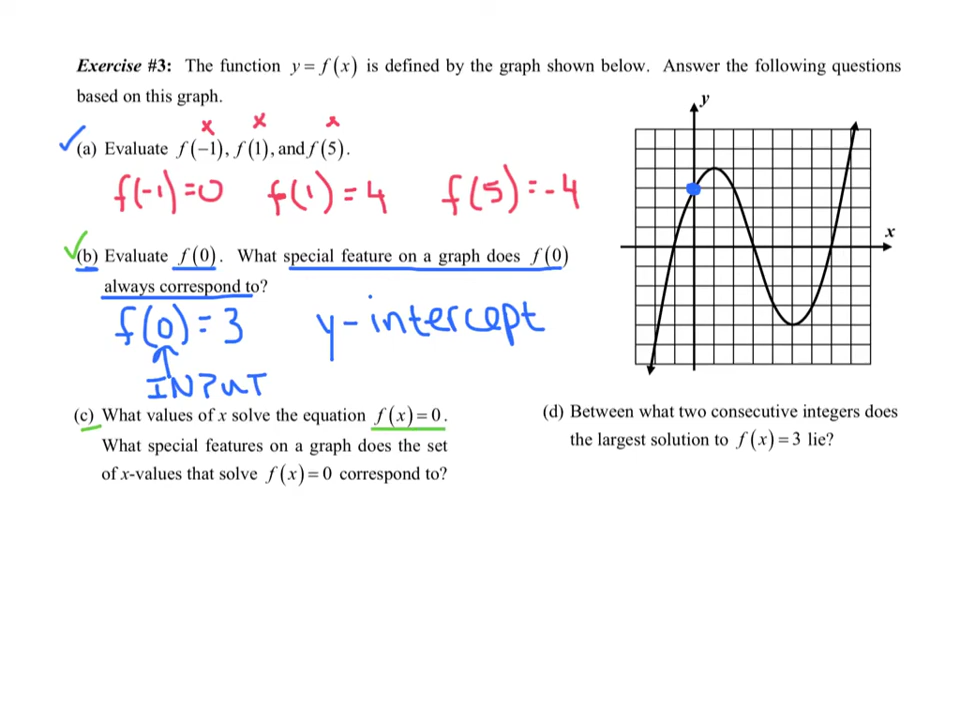 Exercise #3: The function y = f(x) is defined by the graph shown below. Answer the following questions
based on this graph.
y
x x x
(a) Evaluate f(−1), f(1), and f(5).
f(-1)=0 f(1)=4 f(5)=-4
x
(b) Evaluate f(0). What special feature on a graph does f(0)
always correspond to?
f(0)=3 y-intercept
INPUT
(c) What values of x solve the equation f(x)=0.
What special features on a graph does the set
of x-values that solve f(x)=0 correspond to?
(d) Between what two consecutive integers does
the largest solution to f(x)=3 lie?